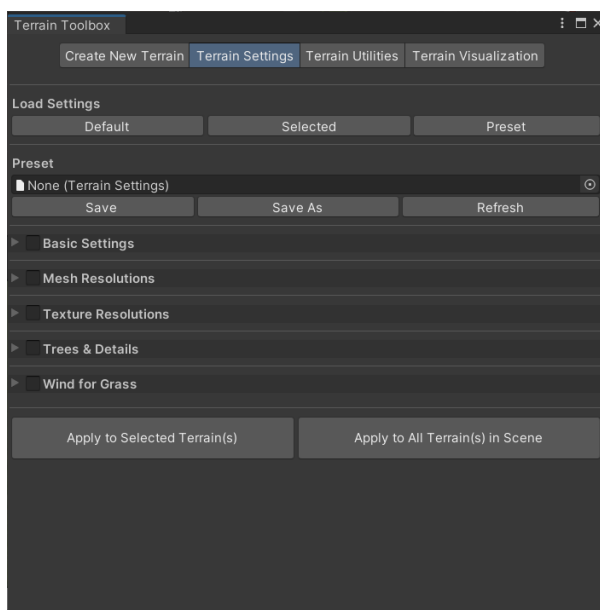 Terrain Toolbox
Create New Terrain Terrain Settings Terrain Utilities Terrain Visualization
Load Settings
Default Selected Preset
Preset
None (Terrain Settings)
Save Save As Refresh
Basic Settings
Mesh Resolutions
Texture Resolutions
Trees & Details
Wind for Grass
Apply to Selected Terrain(s) Apply to All Terrain(s) in Scene